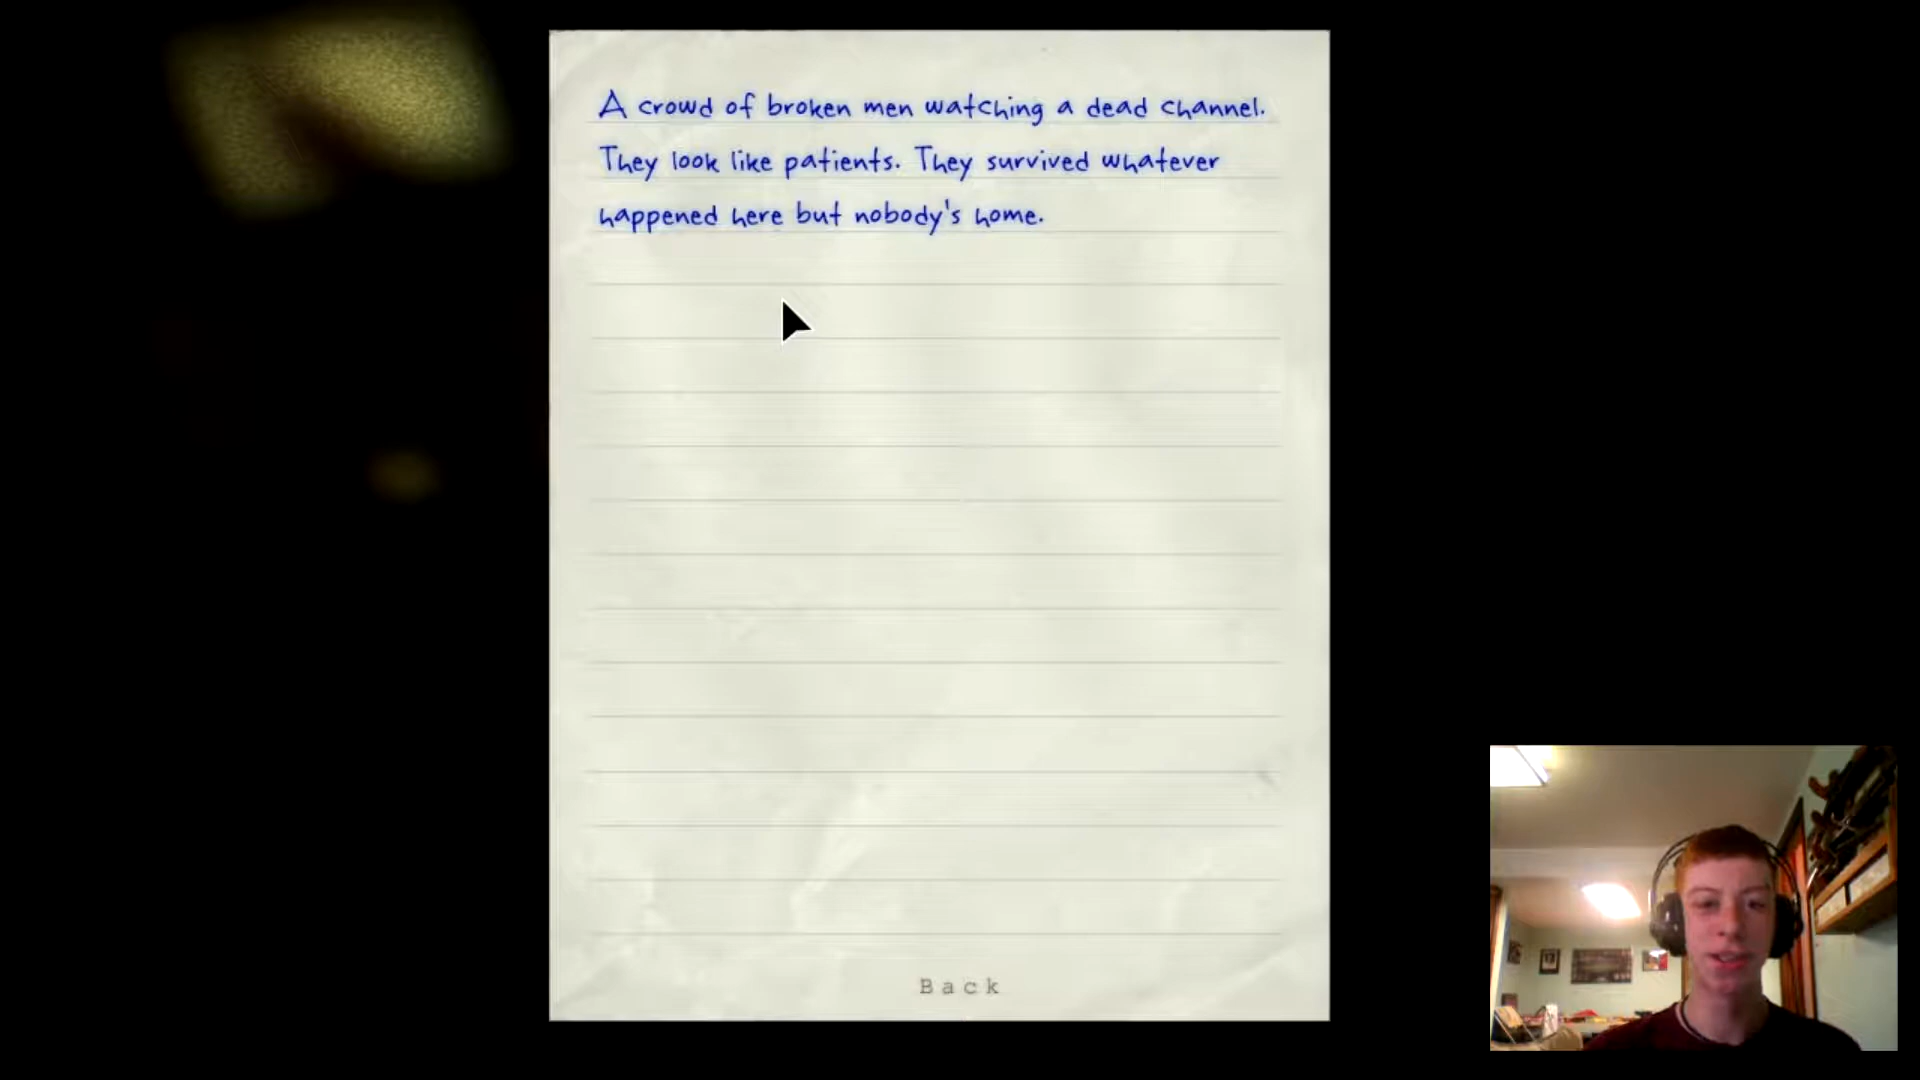 A crowd of broken men watching a dead channel.
They look like patients. They survived whatever
happened here but nobody's home.
Back